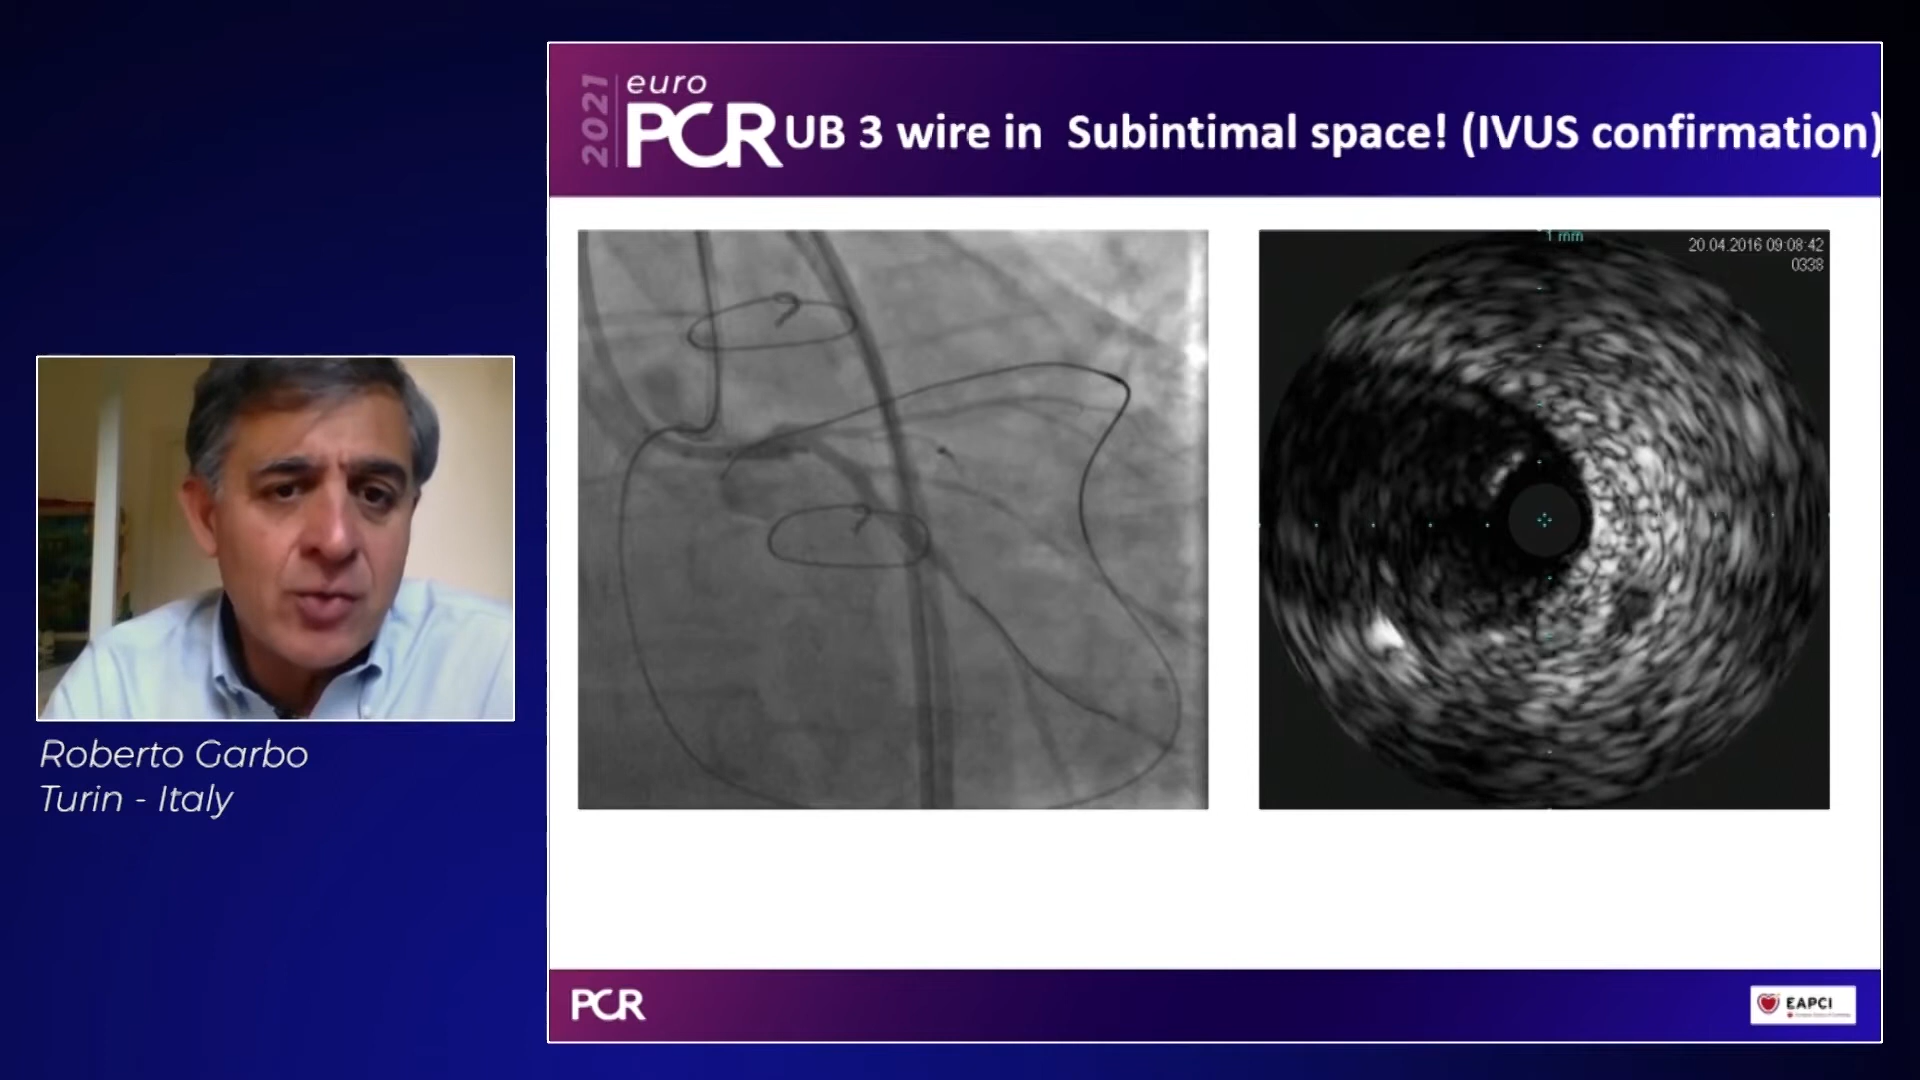 2021
euro
PCR
UB 3 wire in Subintimal space! (IVUS confirmation)
1 mm
20.04.2016 09:08:42
0338
Roberto Garbo
Turin - Italy
PCR
EAPCI